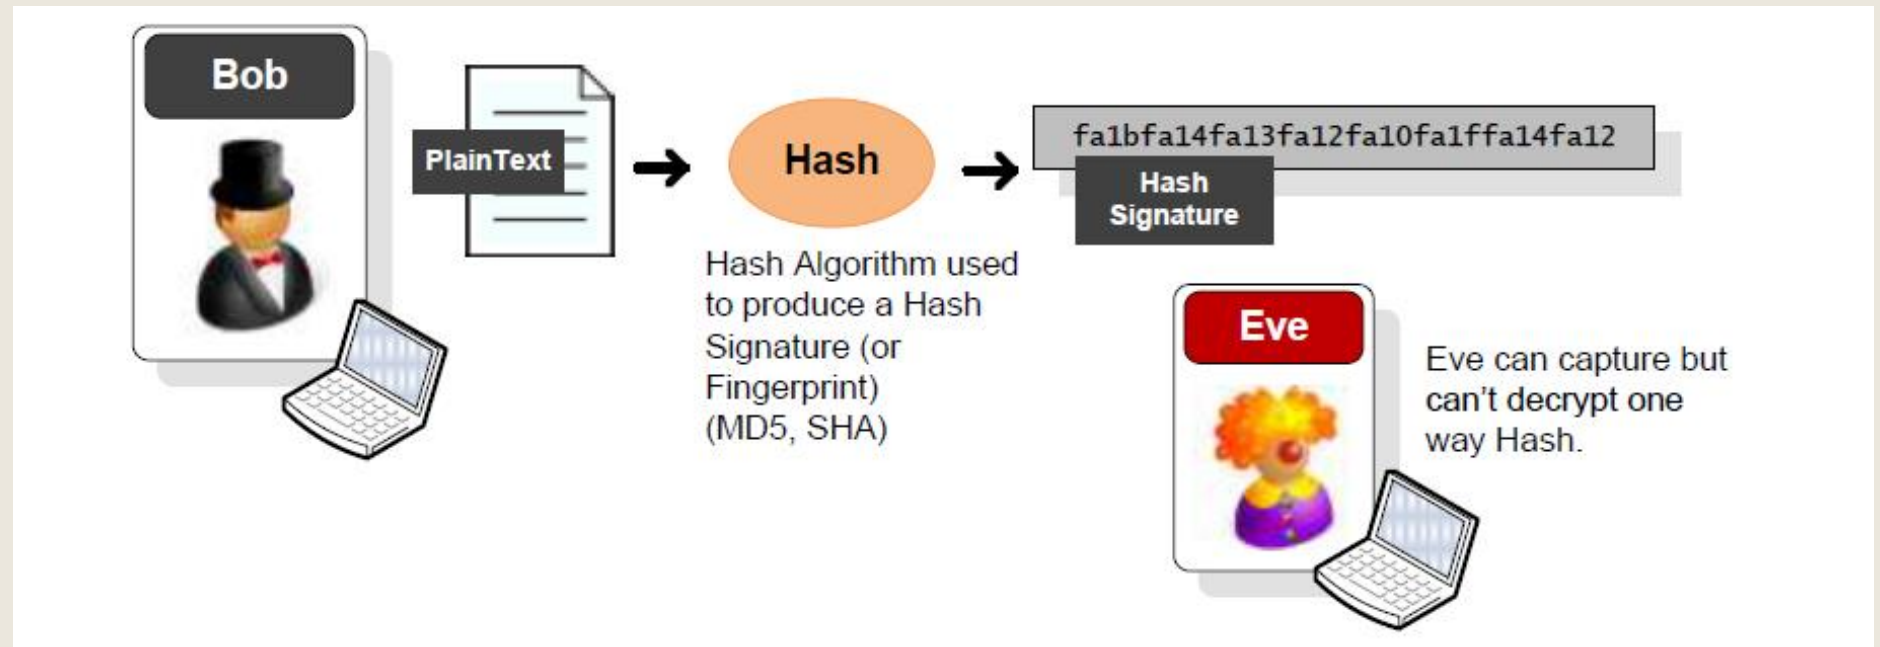 Bob
PlainText
Hash
fa1bfa14fa13fa12fa10fa1ffa14fa12
Hash
Signature
Hash Algorithm used
to produce a Hash
Signature (or
Fingerprint)
(MD5, SHA)
Eve
Eve can capture but
can't decrypt one
way Hash.